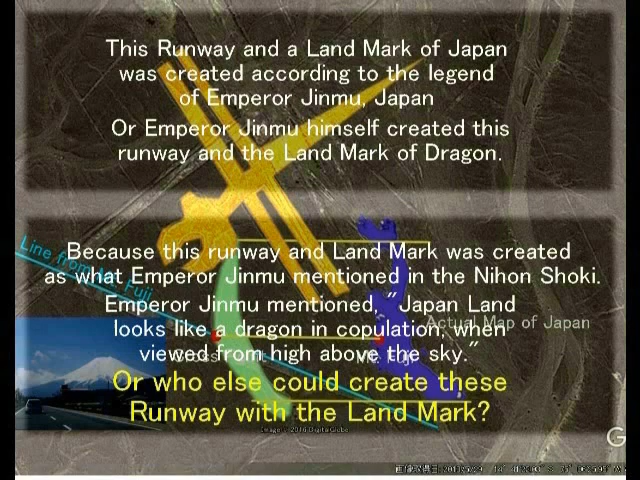 This Runway and a Land Mark of Japan
was created according to the legend
of Emperor Jinmu, Japan
Or Emperor Jinmu himself created this
runway and the Land Mark of Dragon.
Because this runway and Land Mark was created
as what Emperor Jinmu mentioned in the Nihon Shoki.
Emperor Jinmu mentioned, "Japan Land
looks like a dragon in copulation, when
viewed from high above the sky."
Or who else could create these
Runway with the Land Mark?
Line from Mt. Fuji
Actual Map of Japan
Mt. Fuji
Image © 2016 DigitalGlobe
G